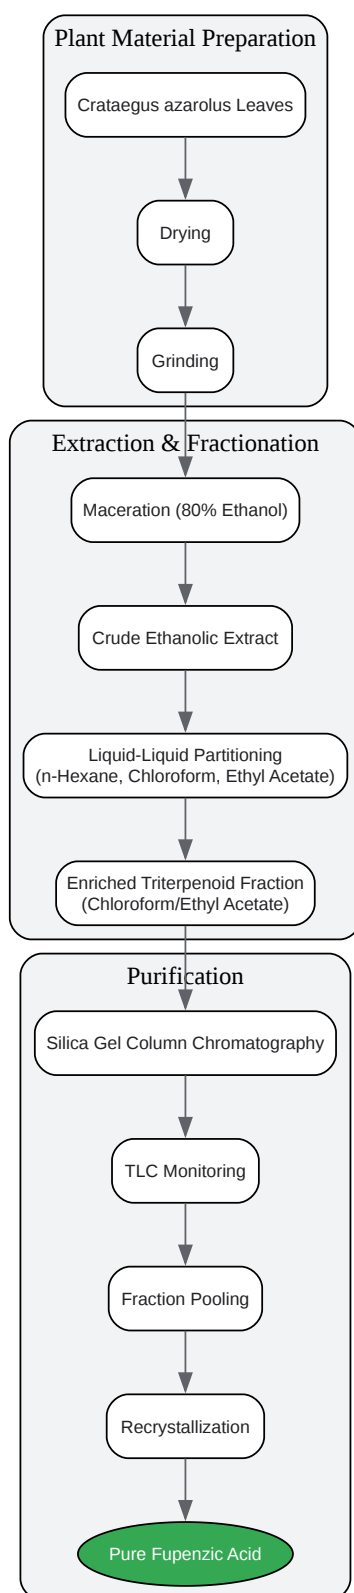 Plant Material Preparation
Crataegus azarolus Leaves
Drying
Grinding
Extraction & Fractionation
Maceration (80% Ethanol)
Crude Ethanolic Extract
Liquid-Liquid Partitioning
(n-Hexane, Chloroform, Ethyl Acetate)
Enriched Triterpenoid Fraction
(Chloroform/Ethyl Acetate)
Purification
Silica Gel Column Chromatography
TLC Monitoring
Fraction Pooling
Recrystallization
Pure Fupenzic Acid